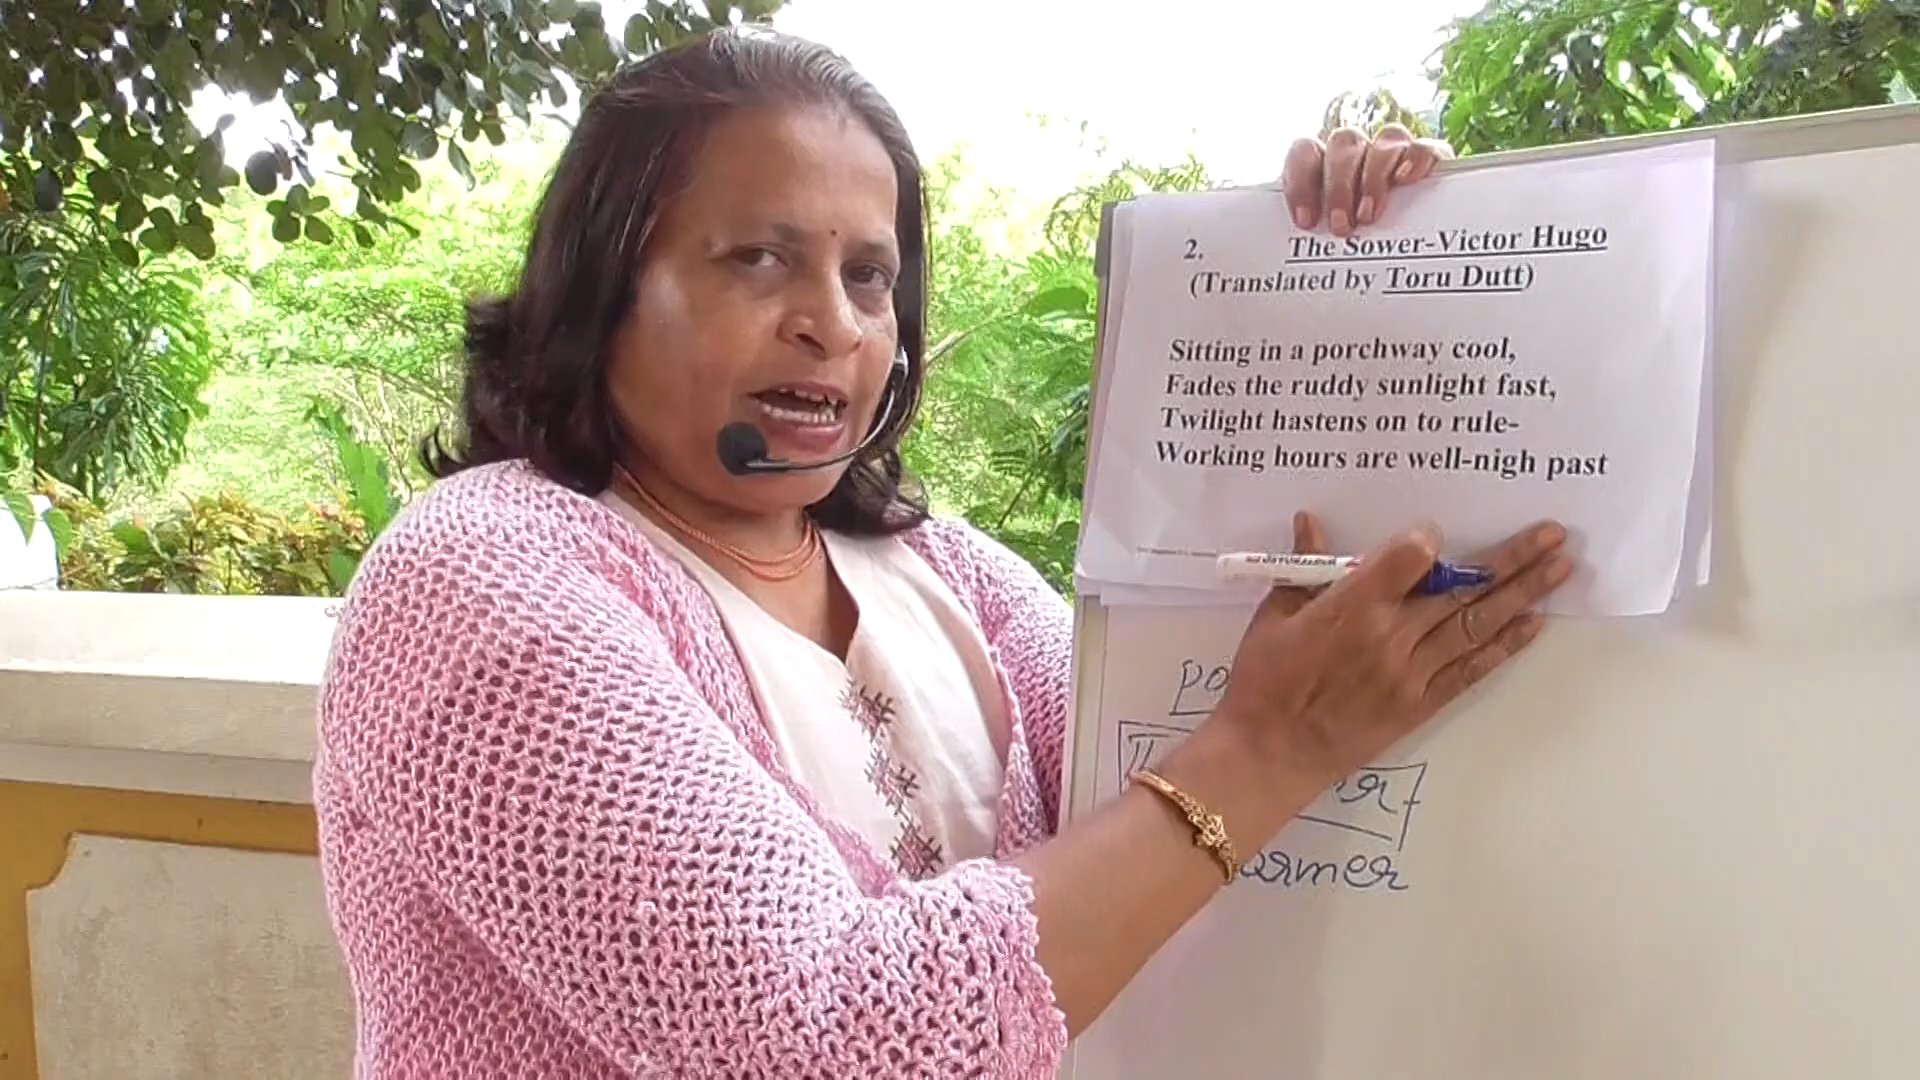 2. The Sower-Victor Hugo
(Translated by Toru Dutt)
Sitting in a porchway cool,
Fades the ruddy sunlight fast,
Twilight hastens on to rule-
Working hours are well-nigh past